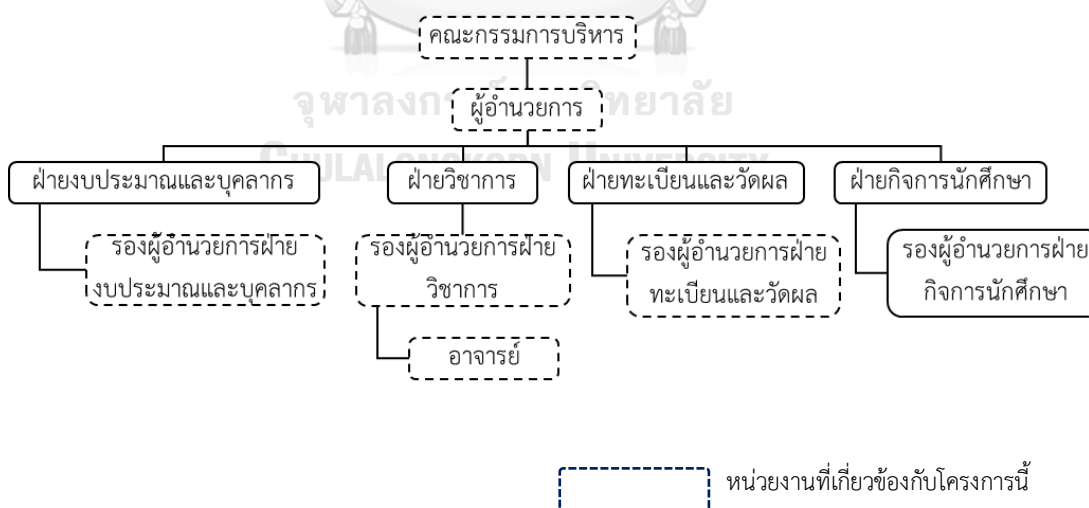 คณะกรรมการบริหาร
ผู้อำนวยการ
ฝ่ายงบประมาณและบุคลากร
ฝ่ายวิชาการ
ฝ่ายทะเบียนและวัดผล
ฝ่ายกิจการนักศึกษา
รองผู้อำนวยการฝ่าย
งบประมาณและบุคลากร
รองผู้อำนวยการฝ่าย
วิชาการ
รองผู้อำนวยการฝ่าย
ทะเบียนและวัดผล
รองผู้อำนวยการฝ่าย
กิจการนักศึกษา
อาจารย์
หน่วยงานที่เกี่ยวข้องกับโครงการนี้